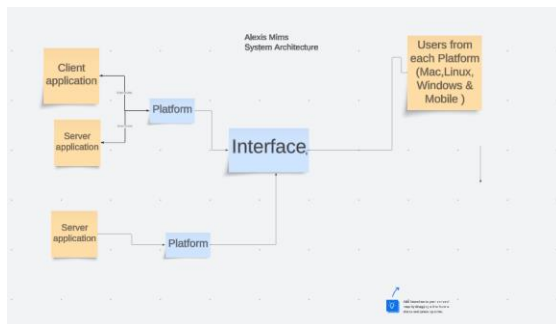 Alexis Mims
System Architecture
Client
application
Platform
Server
application
Interface
Users from
each Platform
(Mac,Linux,
Windows &
Mobile )
Server
application
Platform